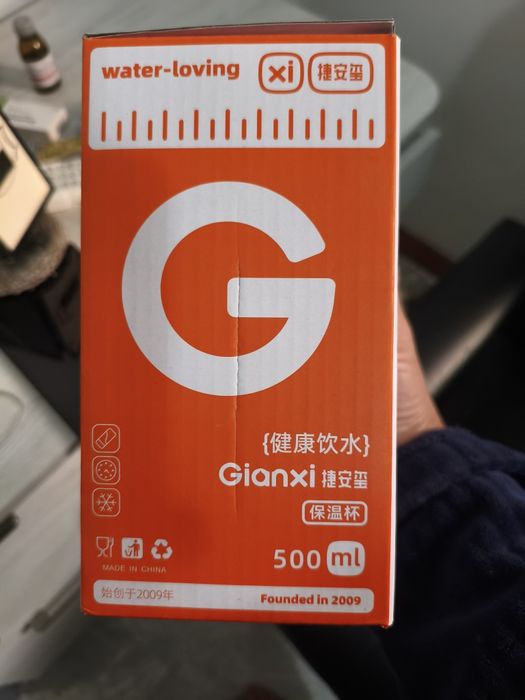 water-loving xi 捷安玺
G
{健康饮水}
Gianxi 捷安玺
保温杯
500 ml
MADE IN CHINA
始创于2009年 Founded in 2009